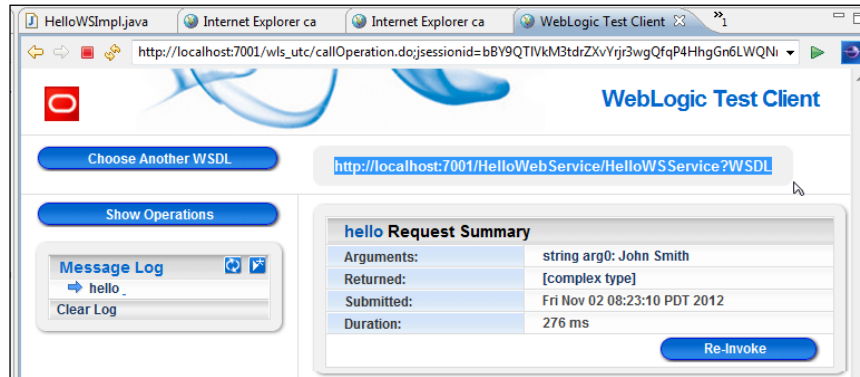 HelloWSImpl.java Internet Explorer ca Internet Explorer ca WebLogic Test Client »1
http://localhost:7001/wls_utc/callOperation.do;jsessionid=bBY9QTlVkM3tdrZXvYrjr3wgQfqP4HhgGn6LWQN
WebLogic Test Client
Choose Another WSDL
http://localhost:7001/HelloWebService/HelloWSService?WSDL
Show Operations
hello Request Summary
Message Log
Arguments: string arg0: John Smith
hello
Returned: [complex type]
Clear Log
Submitted: Fri Nov 02 08:23:10 PDT 2012
Duration: 276 ms
Re-Invoke